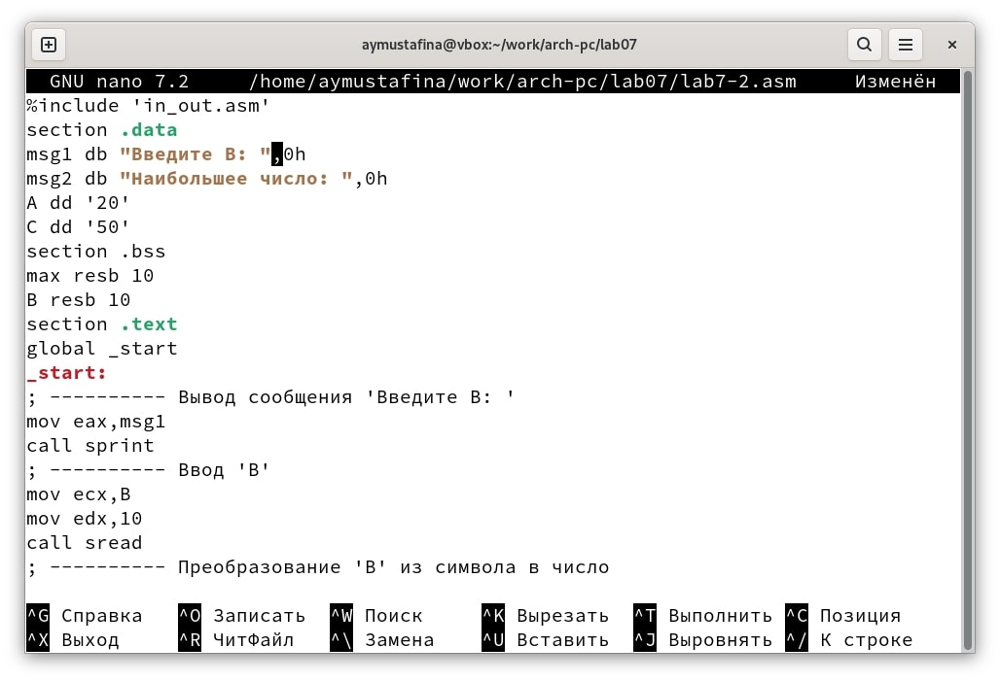 aymustafina@vbox:~/work/arch-pc/lab07
GNU nano 7.2 /home/aymustafina/work/arch-pc/lab07/lab7-2.asm Изменён
%include 'in_out.asm'
section .data
msg1 db "Введите B: ",0h
msg2 db "Наибольшее число: ",0h
A dd '20'
C dd '50'
section .bss
max resb 10
B resb 10
section .text
global _start
_start:
; ---------- Вывод сообщения 'Введите B: '
mov eax,msg1
call sprint
; ---------- Ввод 'B'
mov ecx,B
mov edx,10
call sread
; ---------- Преобразование 'B' из символа в число
^G Справка ^O Записать ^W Поиск ^K Вырезать ^T Выполнить ^C Позиция
^X Выход ^R ЧитФайл ^\ Замена ^U Вставить ^J Выровнять ^/ К строке